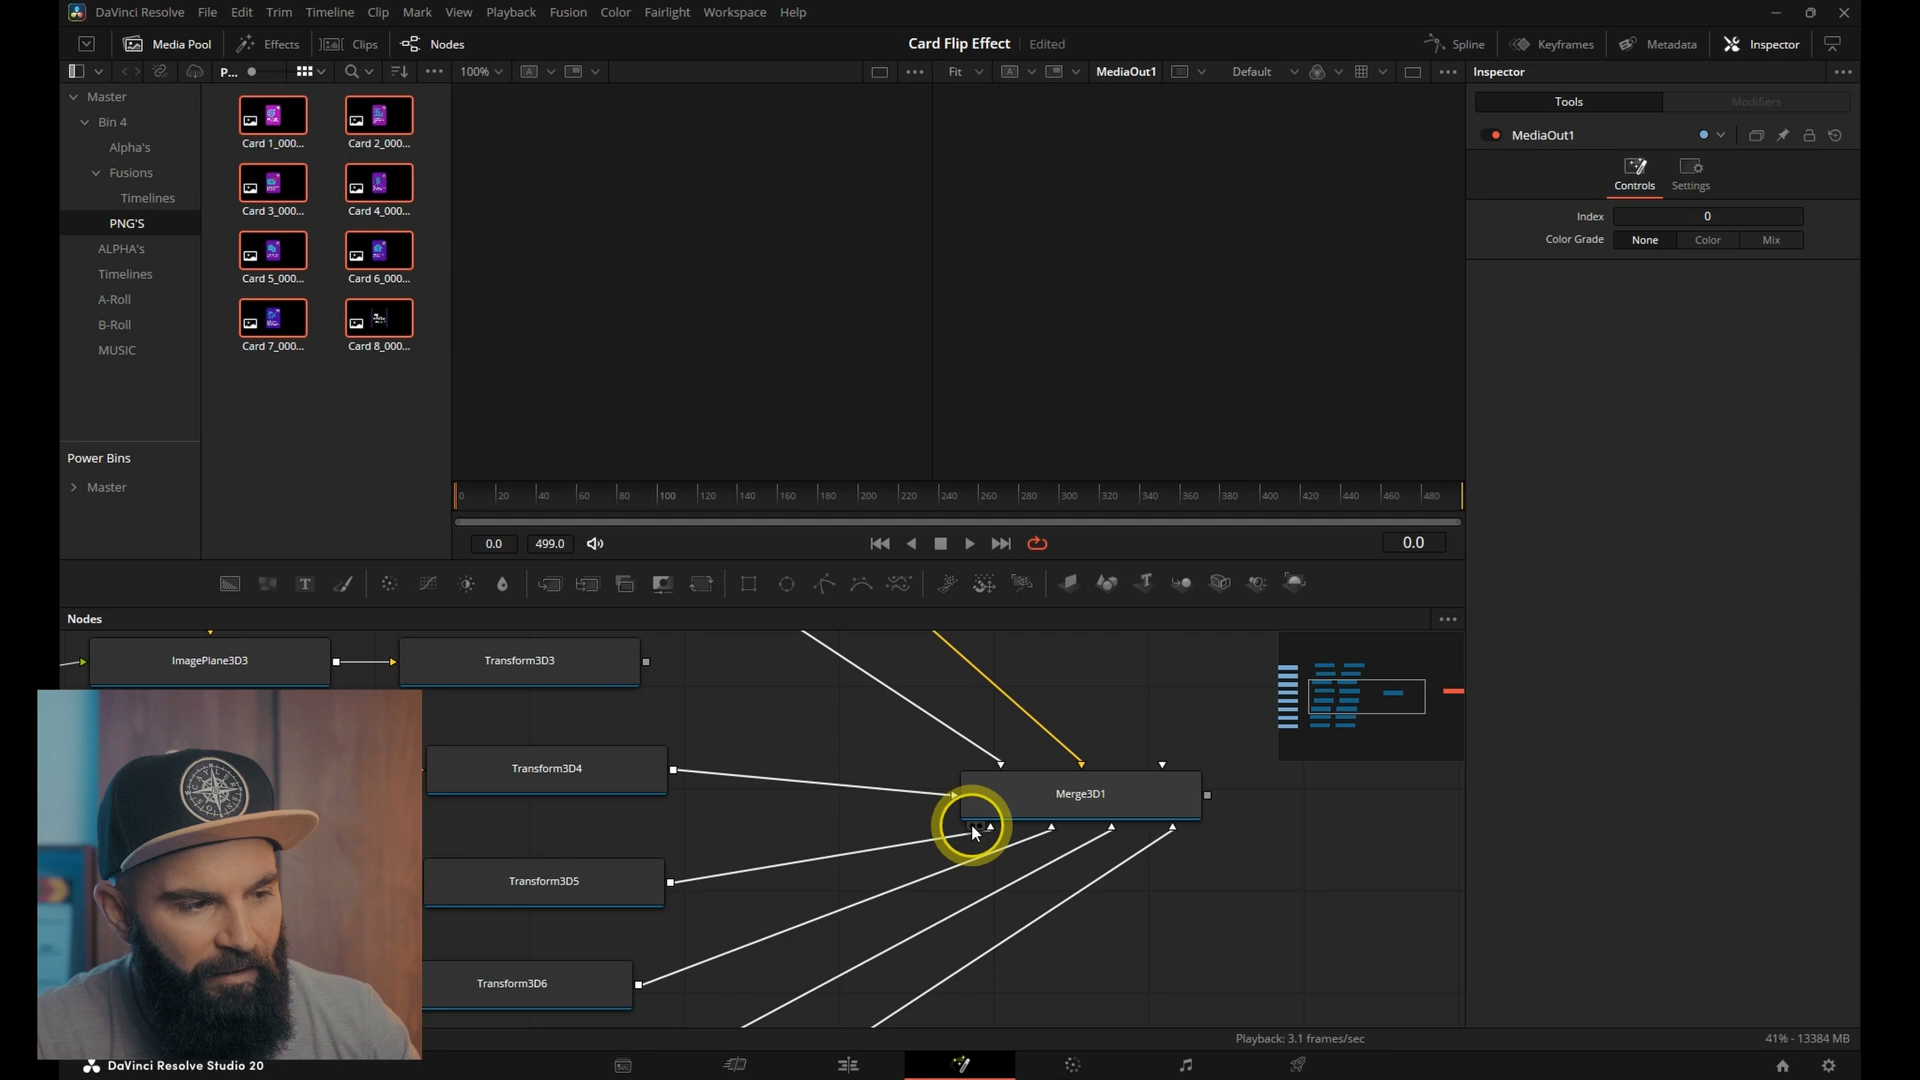 DaVinci Resolve File Edit Trim Timeline Clip Mark View Playback Fusion Color Fairlight Workspace Help
Media Pool Effects Clips Nodes Card Flip Effect Edited Spline Keyframes Metadata Inspector
P... 100% Fit MediaOut1 Default Inspector
Master
Bin 4
Alpha's
Fusions
Timelines
PNG'S
ALPHA's
Timelines
A-Roll
B-Roll
MUSIC
Power Bins
Master
Card 1_000... Card 2_000...
Card 3_000... Card 4_000...
Card 5_000... Card 6_000...
Card 7_000... Card 8_000...
Tools Modifiers
MediaOut1
Controls Settings
Index 0
Color Grade None Color Mix
0 20 40 60 80 100 120 140 160 180 200 220 240 260 280 300 320 340 360 380 400 420 440 460 480
0.0 499.0 0.0
T T
Nodes
ImagePlane3D3 Transform3D3
Transform3D4
Merge3D1
Transform3D5
Transform3D6
Playback: 3.1 frames/sec 41% - 13384 MB
DaVinci Resolve Studio 20